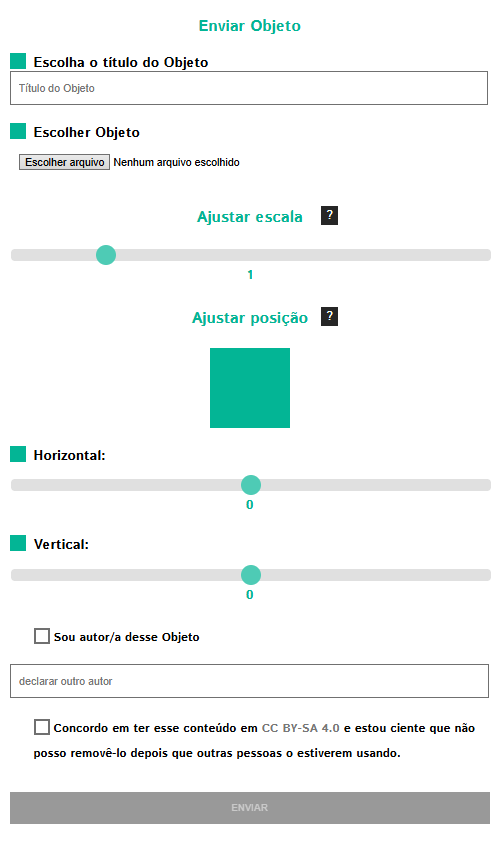 Enviar Objeto
Escolha o título do Objeto
Título do Objeto
Escolher Objeto
Escolher arquivo Nenhum arquivo escolhido
Ajustar escala ?
1
Ajustar posição ?
Horizontal:
0
Vertical:
0
Sou autor/a desse Objeto
declarar outro autor
Concordo em ter esse conteúdo em CC BY-SA 4.0 e estou ciente que não
posso removê-lo depois que outras pessoas o estiverem usando.
ENVIAR